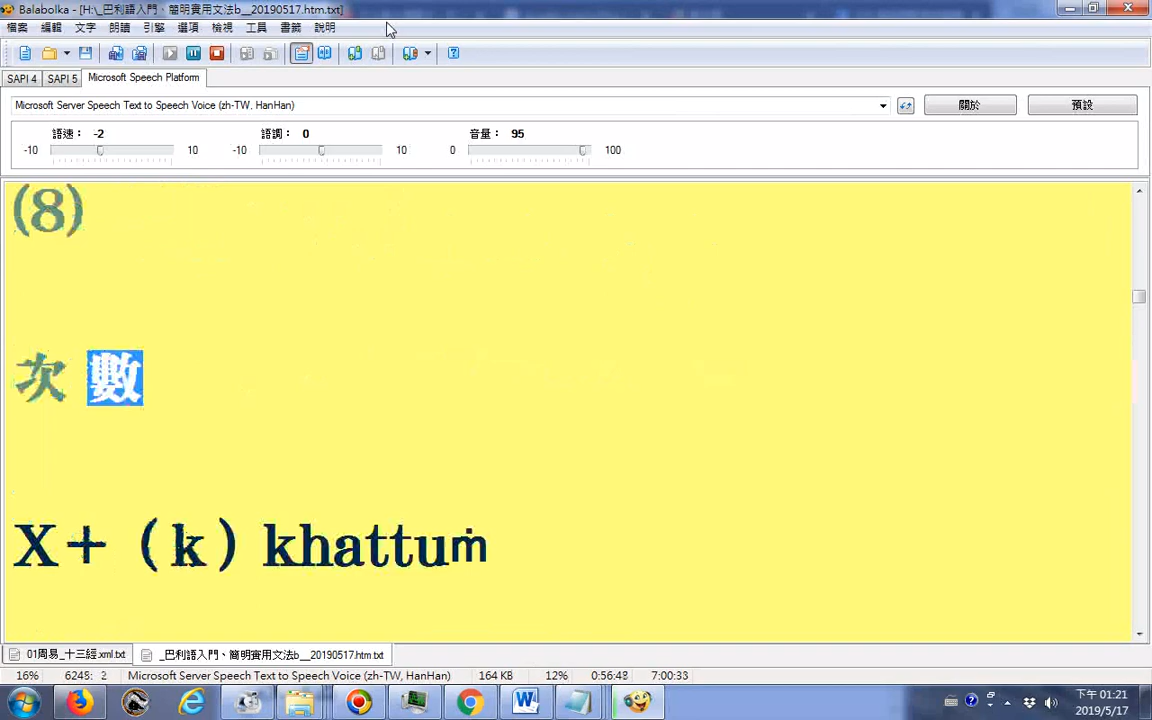 Balabolka - [H:\_巴利語入門、簡明實用文法b__20190517.htm.txt]
檔案 編輯 文字 朗讀 引擎 選項 檢視 工具 書籤 說明
SAPI 4 SAPI 5 Microsoft Speech Platform
Microsoft Server Speech Text to Speech Voice (zh-TW, HanHan) 關於 預設
語速： -2 語調： 0 音量： 95
-10 10 -10 10 0 100
(8)
次 數
X＋（k）khattuṁ
01周易_十三經.xml.txt _巴利語入門、簡明實用文法b__20190517.htm.txt
16% 6245: 2 Microsoft Server Speech Text to Speech Voice (zh-TW, HanHan) 164 KB 12% 0:56:48 7:00:33
下午 01:21
2019/5/17